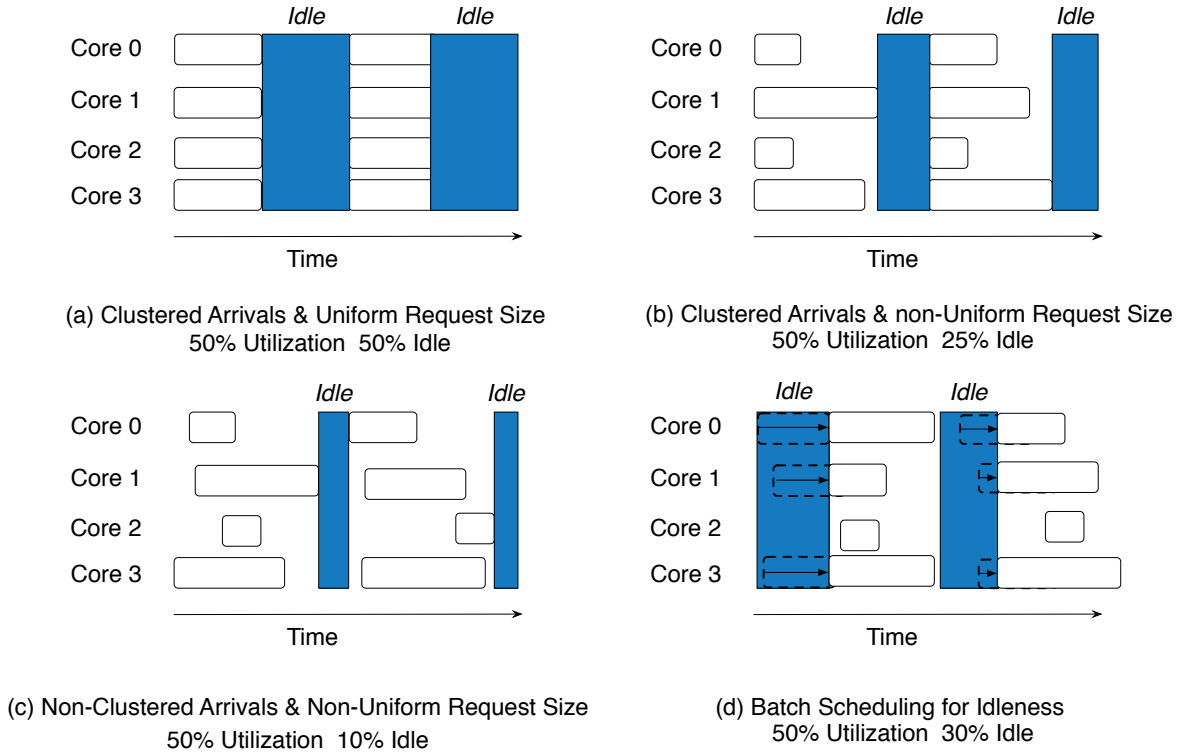 Idle
Idle
Core 0
Core 1
Core 2
Core 3
Time
(a) Clustered Arrivals & Uniform Request Size
50% Utilization 50% Idle
Idle
Idle
Core 0
Core 1
Core 2
Core 3
Time
(b) Clustered Arrivals & non-Uniform Request Size
50% Utilization 25% Idle
Idle
Idle
Core 0
Core 1
Core 2
Core 3
Time
(c) Non-Clustered Arrivals & Non-Uniform Request Size
50% Utilization 10% Idle
Idle
Idle
Core 0
Core 1
Core 2
Core 3
Time
(d) Batch Scheduling for Idleness
50% Utilization 30% Idle